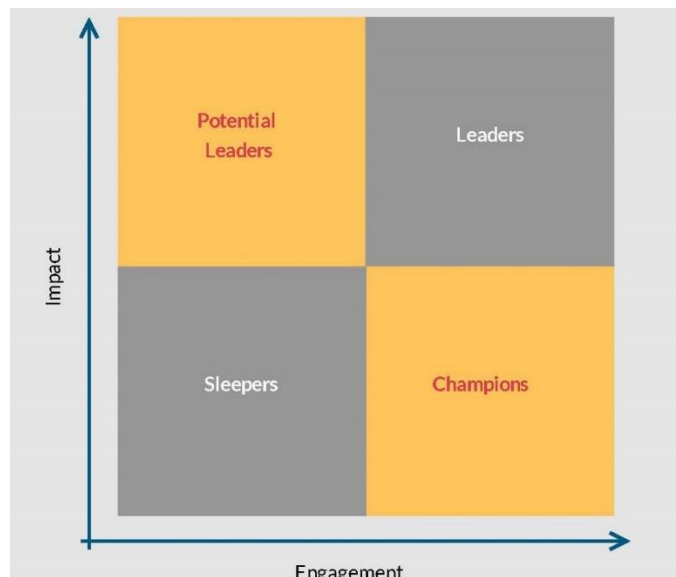 Potential
Leaders
Leaders
Impact
Sleepers
Champions
Engagement